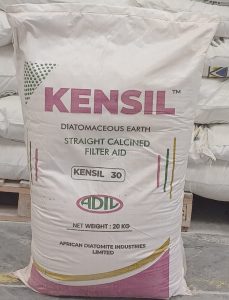 KENSIL™
DIATOMACEOUS EARTH
STRAIGHT CALCINED
FILTER AID
KENSIL 30
ADIL
NET WEIGHT : 20 KG
AFRICAN DIATOMITE INDUSTRIES
LIMITED